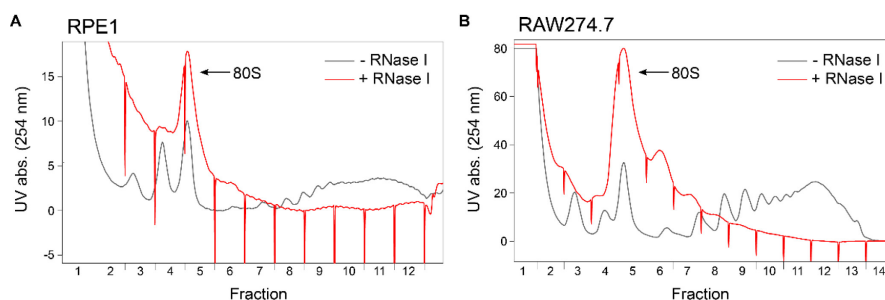 A
RPE1
UV abs. (254 nm)
15
10
5
0
-5
80S
- RNase I
+ RNase I
1 2 3 4 5 6 7 8 9 10 11 12
Fraction
B
RAW274.7
UV abs. (254 nm)
80
60
40
20
0
80S
- RNase I
+ RNase I
1 2 3 4 5 6 7 8 9 10 11 12 13 14
Fraction